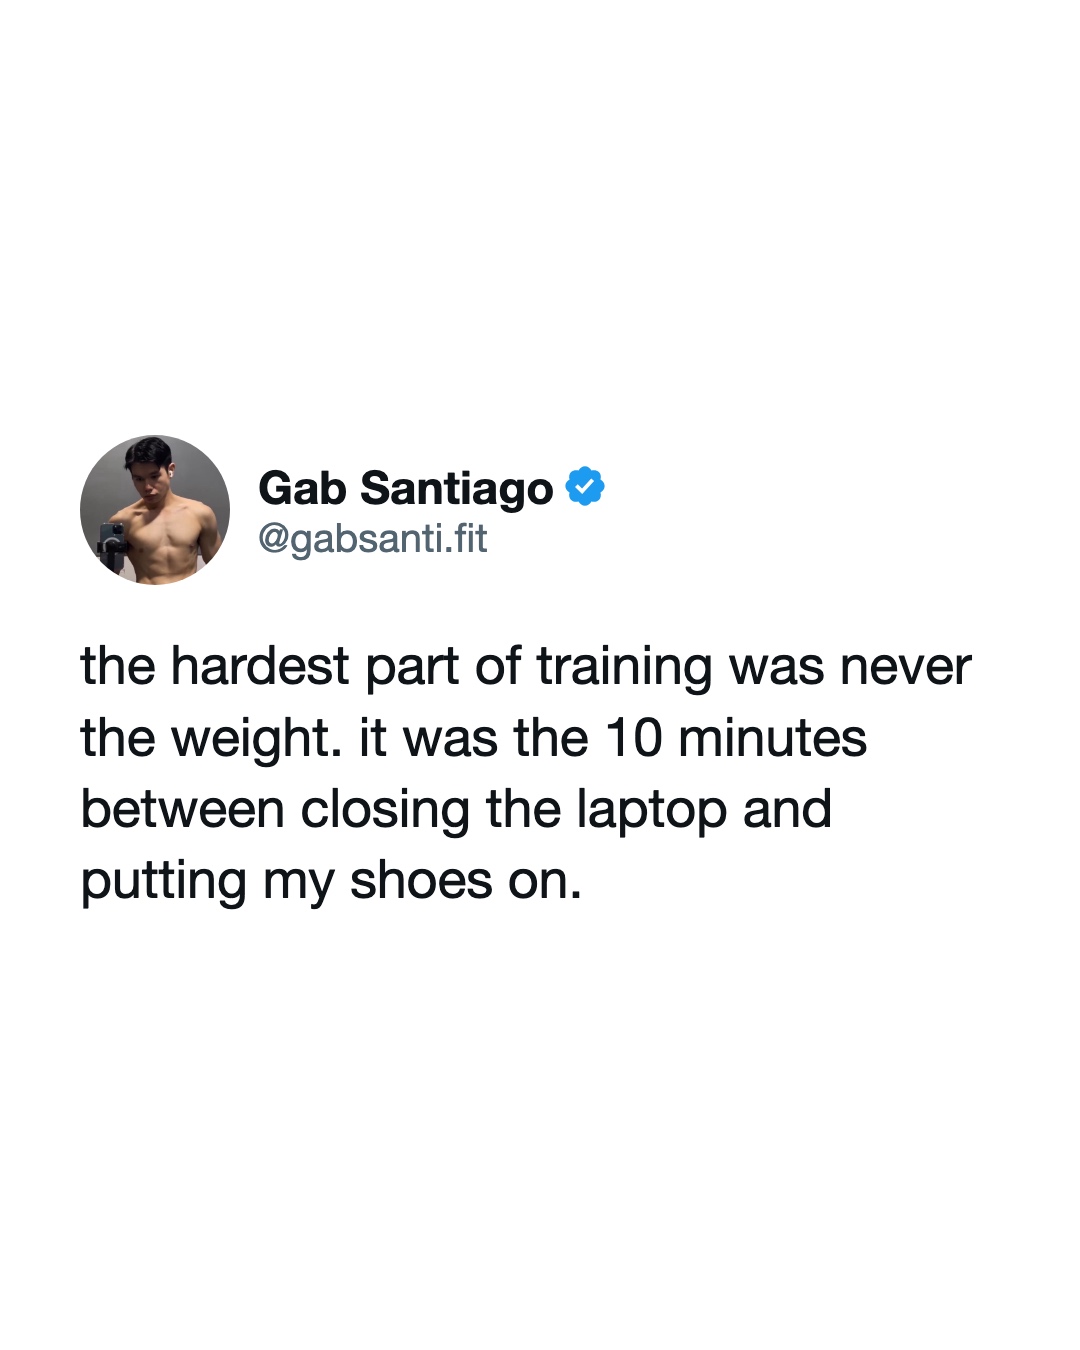 Gab Santiago
@gabsanti.fit
the hardest part of training was never
the weight. it was the 10 minutes
between closing the laptop and
putting my shoes on.